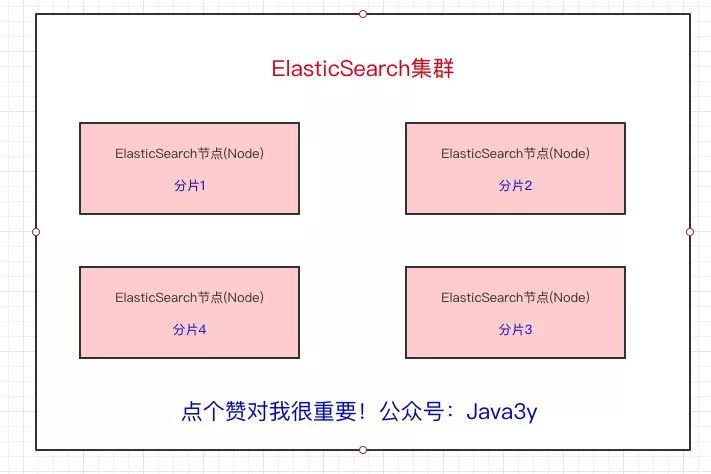 ElasticSearch集群
ElasticSearch节点(Node)
分片1
ElasticSearch节点(Node)
分片2
ElasticSearch节点(Node)
分片4
ElasticSearch节点(Node)
分片3
点个赞对我很重要！公众号：Java3y